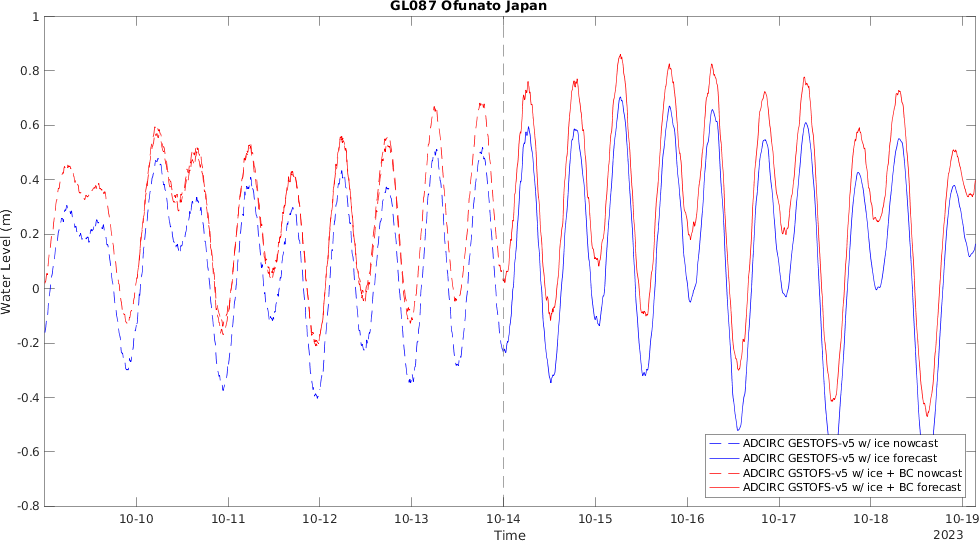 GL087 Ofunato Japan
1
0.8
0.6
0.4
0.2
0
-0.2
-0.4
-0.6
-0.8
Water Level (m)
ADCIRC GESTOFS-v5 w/ ice nowcast
ADCIRC GESTOFS-v5 w/ ice forecast
ADCIRC GSTOFS-v5 w/ ice + BC nowcast
ADCIRC GSTOFS-v5 w/ ice + BC forecast
10-10 10-11 10-12 10-13 10-14 10-15 10-16 10-17 10-18 10-19
Time 2023